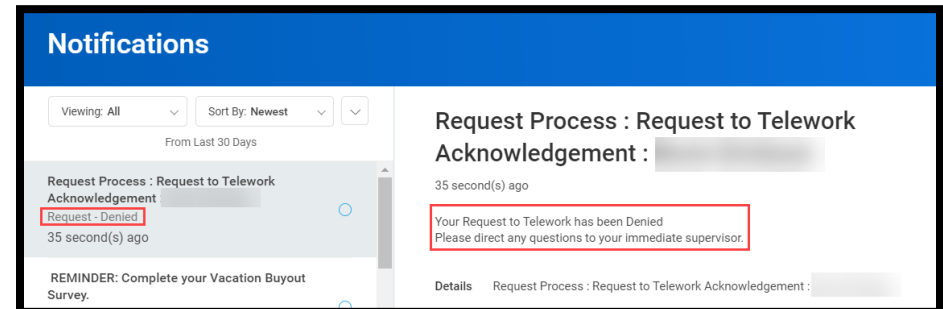 Notifications
Viewing: All
Sort By: Newest
From Last 30 Days
Request Process : Request to Telework
Acknowledgement
Request - Denied
35 second(s) ago
REMINDER: Complete your Vacation Buyout
Survey.
Request Process : Request to Telework
Acknowledgement :
35 second(s) ago
Your Request to Telework has been Denied
Please direct any questions to your immediate supervisor.
Details Request Process : Request to Telework Acknowledgement :